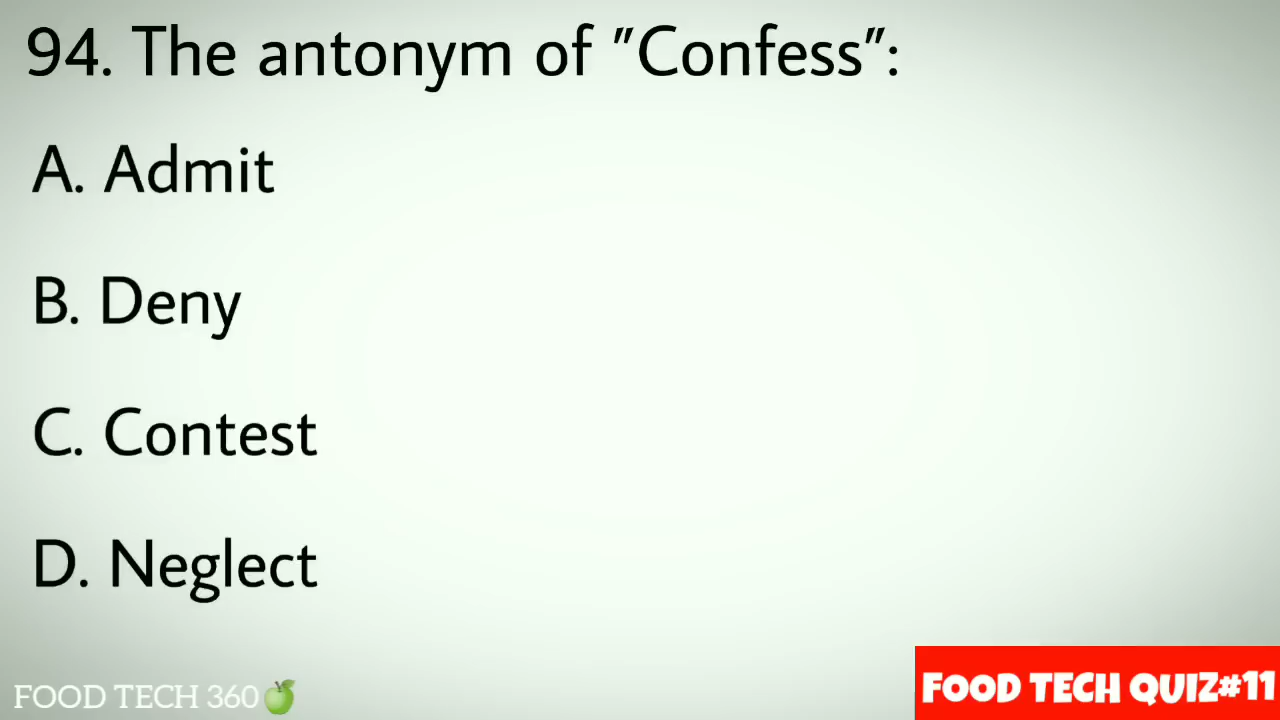 94. The antonym of "Confess":
A. Admit
B. Deny
C. Contest
D. Neglect
FOOD TECH 360
FOOD TECH QUIZ#11